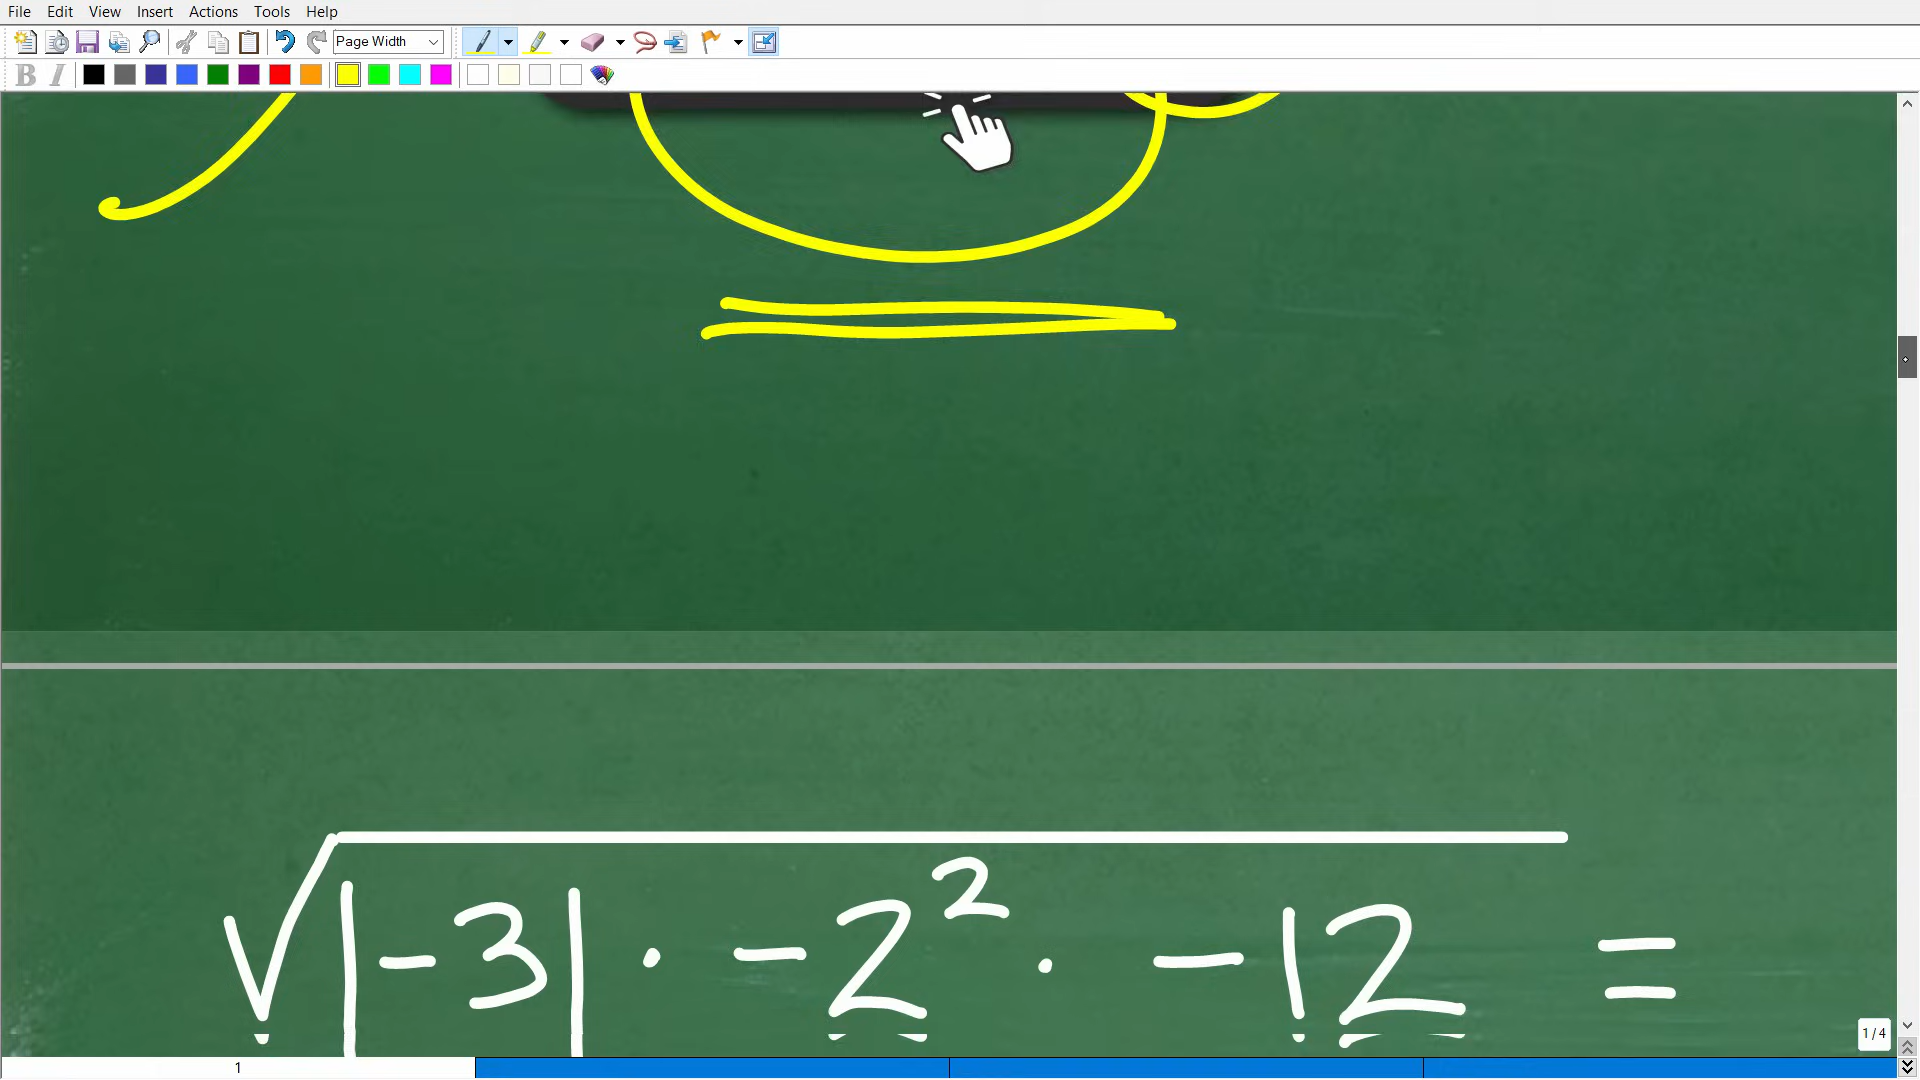 File Edit View Insert Actions Tools Help
Page Width
B I
√|-3| · -2² · -12 =
1 / 4
1